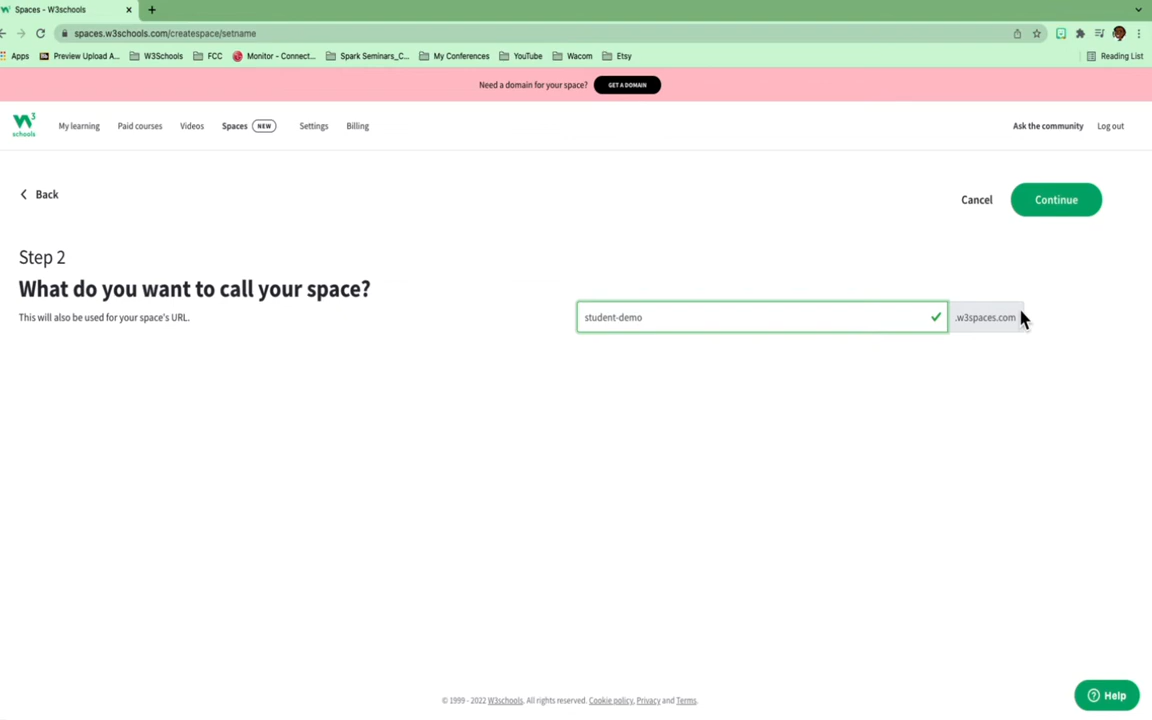 Spaces - W3schools
spaces.w3schools.com/createspace/setname
Apps Preview Upload A... W3Schools FCC Monitor - Connect... Spark Seminars_C... My Conferences YouTube Wacom Etsy Reading List
Need a domain for your space? GET A DOMAIN
W3 schools My learning Paid courses Videos Spaces NEW Settings Billing Ask the community Log out
Back Cancel Continue
Step 2
What do you want to call your space?
This will also be used for your space's URL.
student-demo .w3spaces.com
© 1999 - 2022 W3schools. All rights reserved. Cookie policy, Privacy and Terms.
Help